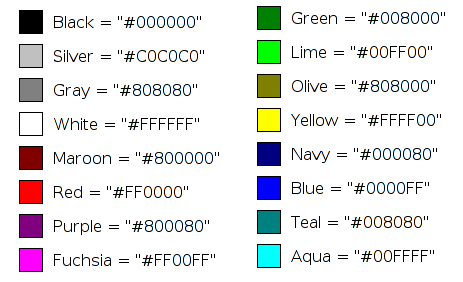 Black = "#000000"
Silver = "#C0C0C0"
Gray = "#808080"
White = "#FFFFFF"
Maroon = "#800000"
Red = "#FF0000"
Purple = "#800080"
Fuchsia = "#FF00FF"
Green = "#008000"
Lime = "#00FF00"
Olive = "#808000"
Yellow = "#FFFF00"
Navy = "#000080"
Blue = "#0000FF"
Teal = "#008080"
Aqua = "#00FFFF"